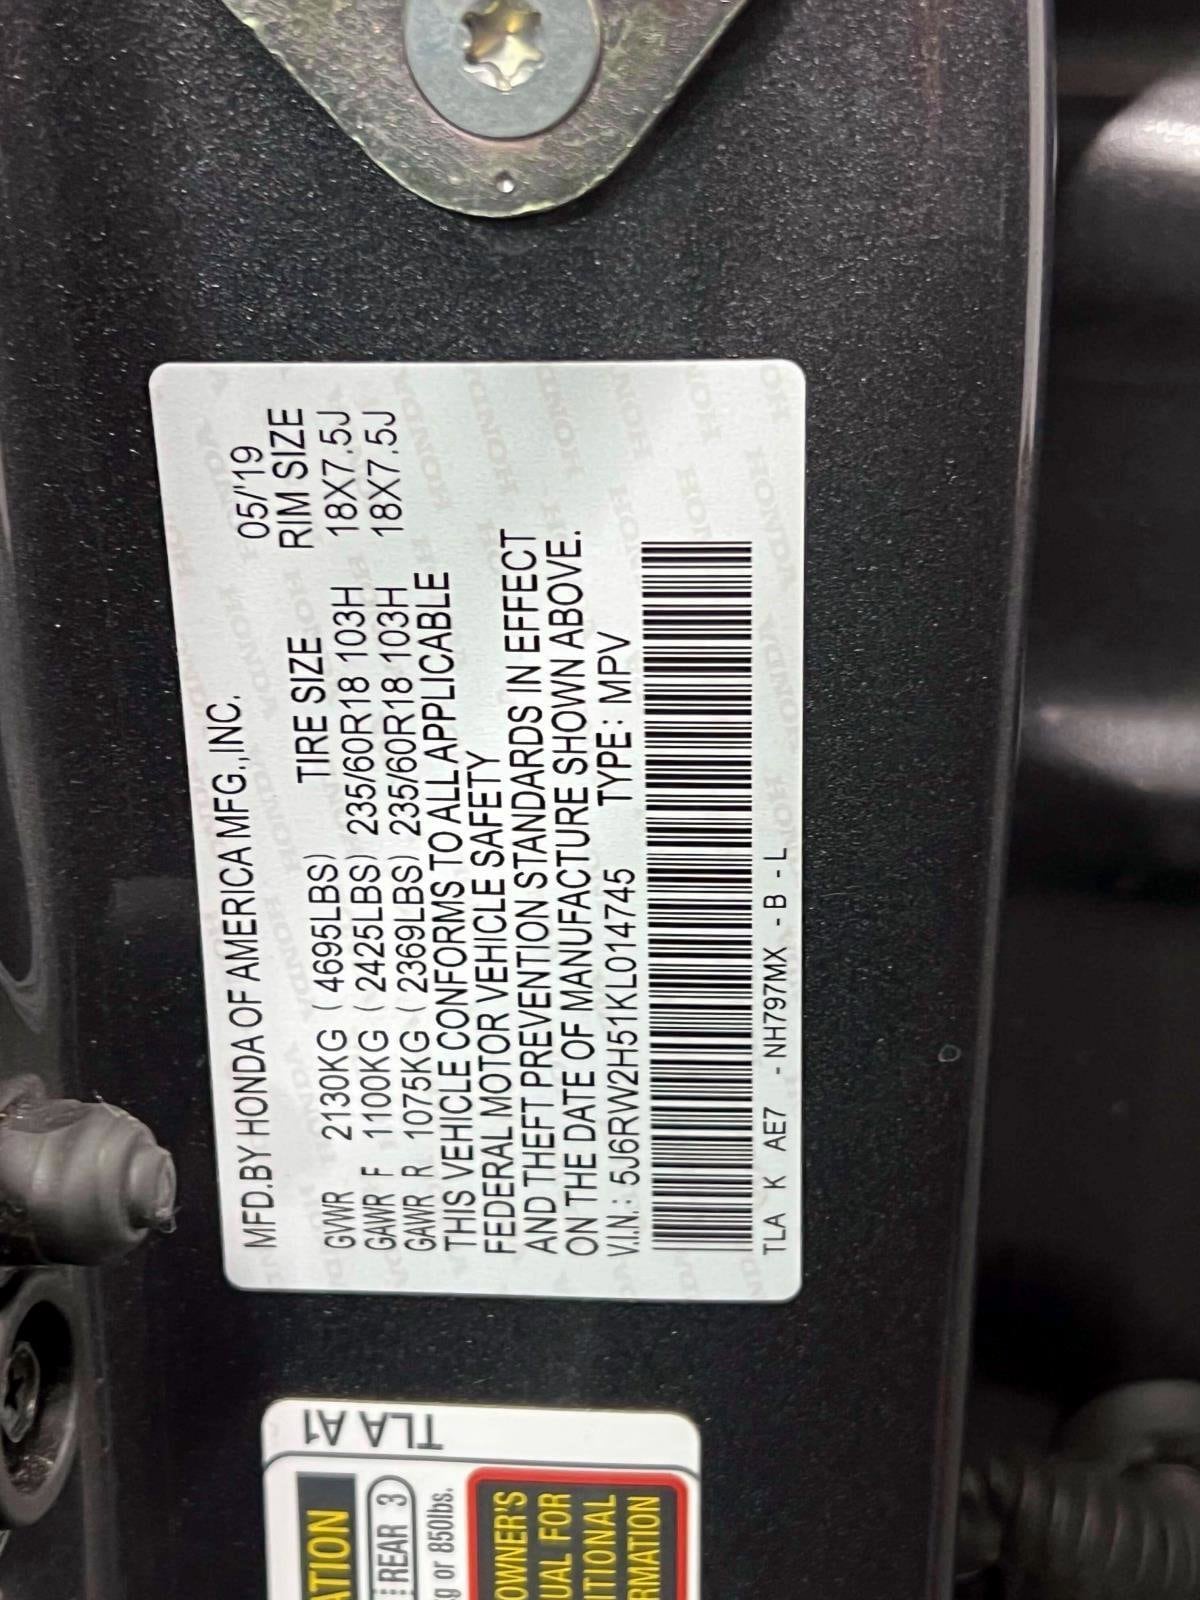 MFD.BY HONDA OF AMERICA MFG.,INC. 05/'19
TIRE SIZE RIM SIZE
GVWR 2130KG ( 4695LBS)
GAWR F 1100KG ( 2425LBS) 235/60R18 103H 18X7.5J
GAWR R 1075KG ( 2369LBS) 235/60R18 103H 18X7.5J
THIS VEHICLE CONFORMS TO ALL APPLICABLE
FEDERAL MOTOR VEHICLE SAFETY
AND THEFT PREVENTION STANDARDS IN EFFECT
ON THE DATE OF MANUFACTURE SHOWN ABOVE.
V.I.N.: 5J6RW2H51KL014745 TYPE: MPV
TLA K AE7 - NH797MX - B - L
TLA A1
REAR 3
or 850lbs.
OWNER'S
FOR